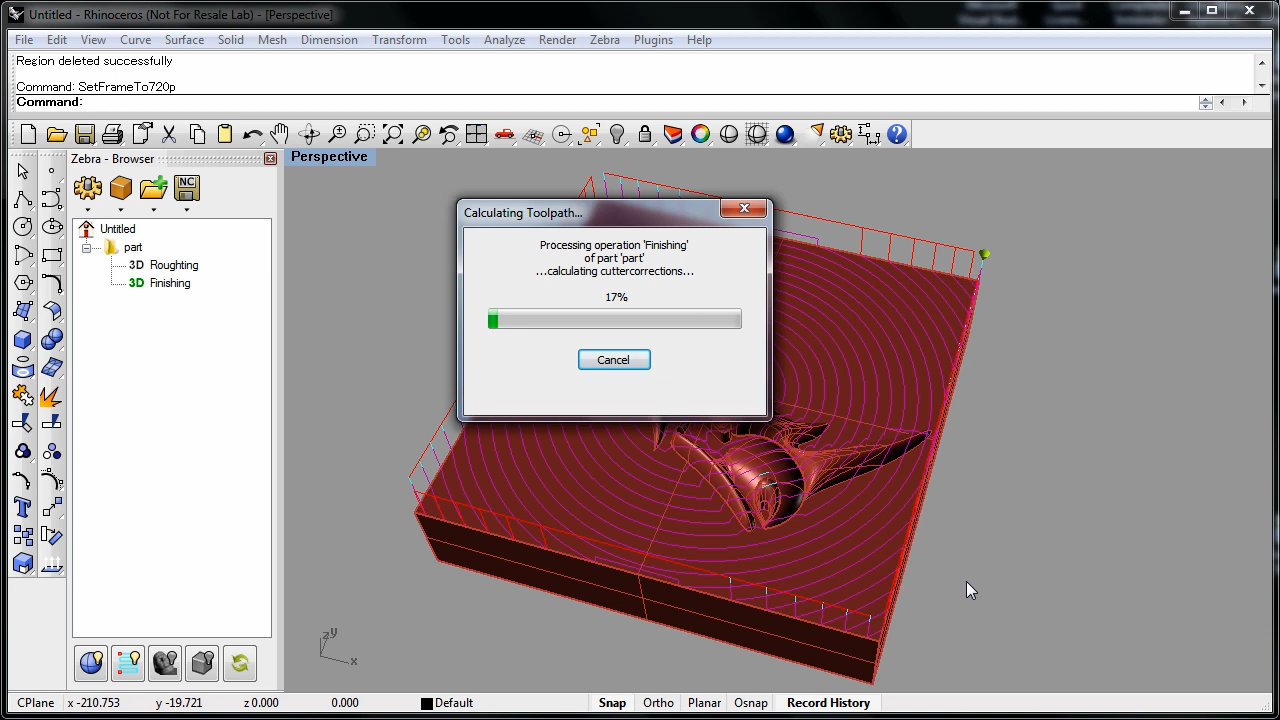 Untitled - Rhinoceros (Not For Resale Lab) - [Perspective]
File Edit View Curve Surface Solid Mesh Dimension Transform Tools Analyze Render Zebra Plugins Help
Region deleted successfully
Command: SetFrameTo720p
Command:
Zebra - Browser
Perspective
NC
Untitled
part
3D Roughting
3D Finishing
Calculating Toolpath...
Processing operation 'Finishing'
of part 'part'
...calculating cuttercorrections...
17%
Cancel
z y
x
CPlane x -210.753 y -19.721 z 0.000 0.000 Default Snap Ortho Planar Osnap Record History